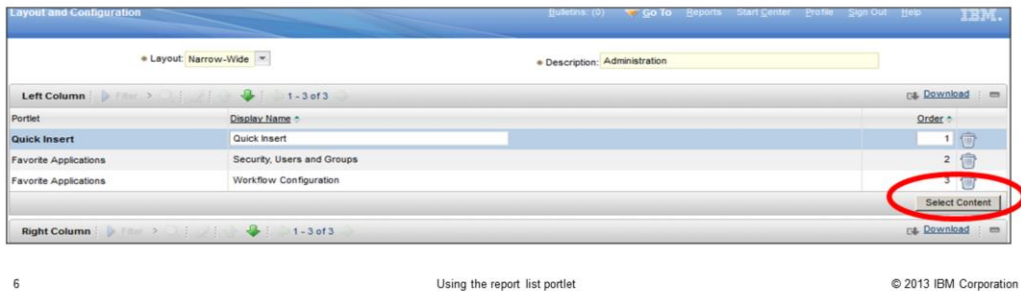 Layout and Configuration Bulletins: (0) Go To Reports Start Center Profile Sign Out Help IBM.
Layout: Narrow-Wide Description: Administration
Left Column Filter 1 - 3 of 3 Download
Portlet Display Name Order
Quick Insert Quick Insert 1
Favorite Applications Security, Users and Groups 2
Favorite Applications Workflow Configuration 3
Select Content
Right Column Filter 1 - 3 of 3 Download
6 Using the report list portlet © 2013 IBM Corporation